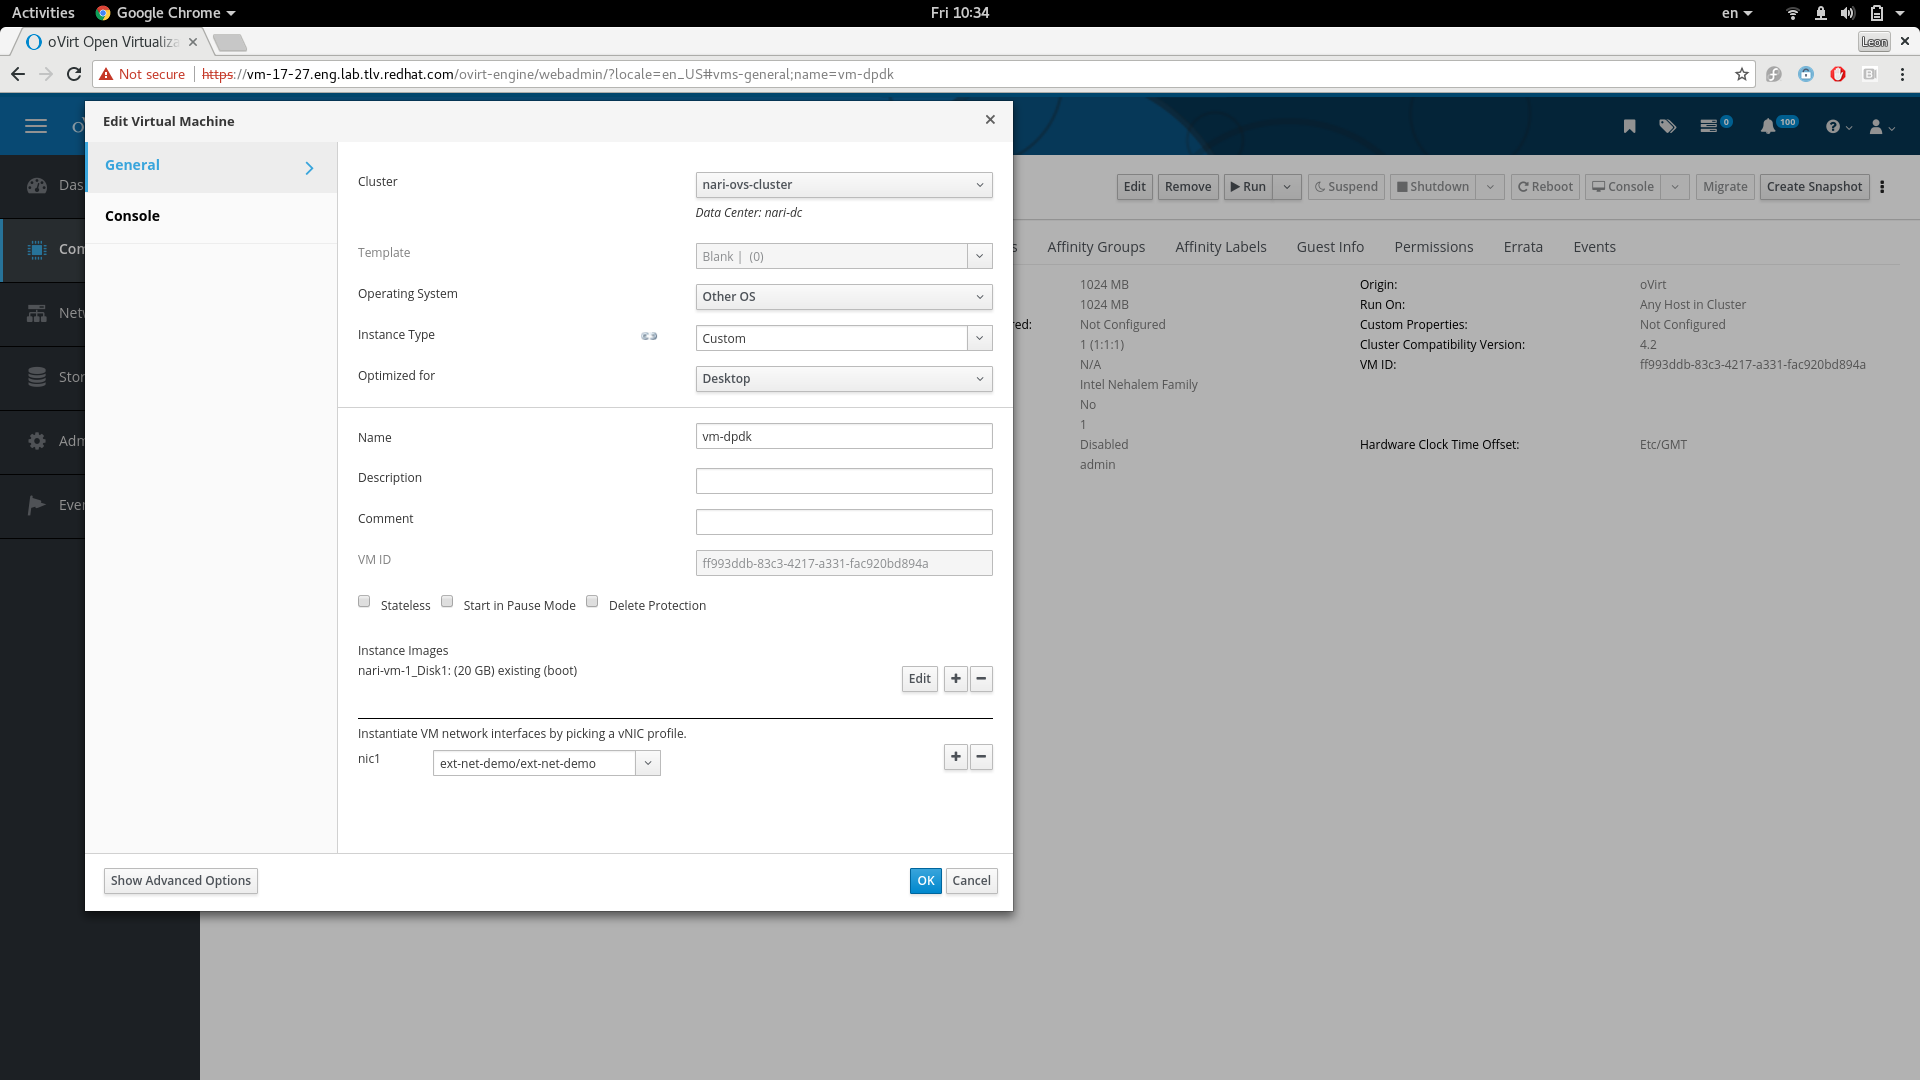 Activities Google Chrome Fri 10:34 en
oVirt Open Virtualiza Leon
Not secure https://vm-17-27.eng.lab.tlv.redhat.com/ovirt-engine/webadmin/?locale=en_US#vms-general;name=vm-dpdk
Edit Virtual Machine
0 100
General
Console
Das
Com
Netw
Stor
Adm
Even
Edit Remove Run Suspend Shutdown Reboot Console Migrate Create Snapshot
s Affinity Groups Affinity Labels Guest Info Permissions Errata Events
Cluster nari-ovs-cluster
Data Center: nari-dc
Template Blank | (0)
Operating System Other OS
Instance Type Custom
Optimized for Desktop
Name vm-dpdk
Description
Comment
VM ID ff993ddb-83c3-4217-a331-fac920bd894a
Stateless Start in Pause Mode Delete Protection
Instance Images
nari-vm-1_Disk1: (20 GB) existing (boot)
Edit
Instantiate VM network interfaces by picking a vNIC profile.
nic1 ext-net-demo/ext-net-demo
Show Advanced Options OK Cancel
1024 MB Origin: oVirt
1024 MB Run On: Any Host in Cluster
red: Not Configured Custom Properties: Not Configured
1 (1:1:1) Cluster Compatibility Version: 4.2
N/A VM ID: ff993ddb-83c3-4217-a331-fac920bd894a
Intel Nehalem Family
No
1
Disabled Hardware Clock Time Offset: Etc/GMT
admin